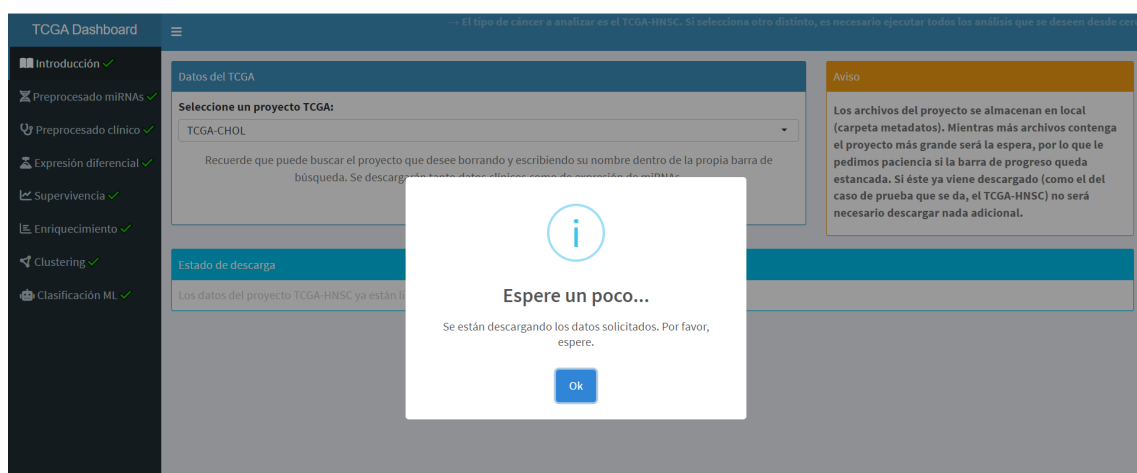 TCGA Dashboard
→ El tipo de cáncer a analizar es el TCGA-HNSC. Si selecciona otro distinto, es necesario ejecutar todos los análisis que se deseen desde cer
Introducción
Preprocesado miRNAs
Preprocesado clínico
Expresión diferencial
Supervivencia
Enriquecimiento
Clustering
Clasificación ML
Datos del TCGA
Seleccione un proyecto TCGA:
TCGA-CHOL
Recuerde que puede buscar el proyecto que desee borrando y escribiendo su nombre dentro de la propia barra de
búsqueda. Se descargarán tanto datos clínicos como de expresión de miRNAs
Aviso
Los archivos del proyecto se almacenan en local
(carpeta metadatos). Mientras más archivos contenga
el proyecto más grande será la espera, por lo que le
pedimos paciencia si la barra de progreso queda
estancada. Si éste ya viene descargado (como el del
caso de prueba que se da, el TCGA-HNSC) no será
necesario descargar nada adicional.
Estado de descarga
Los datos del proyecto TCGA-HNSC ya están li
Espere un poco...
Se están descargando los datos solicitados. Por favor,
espere.
Ok